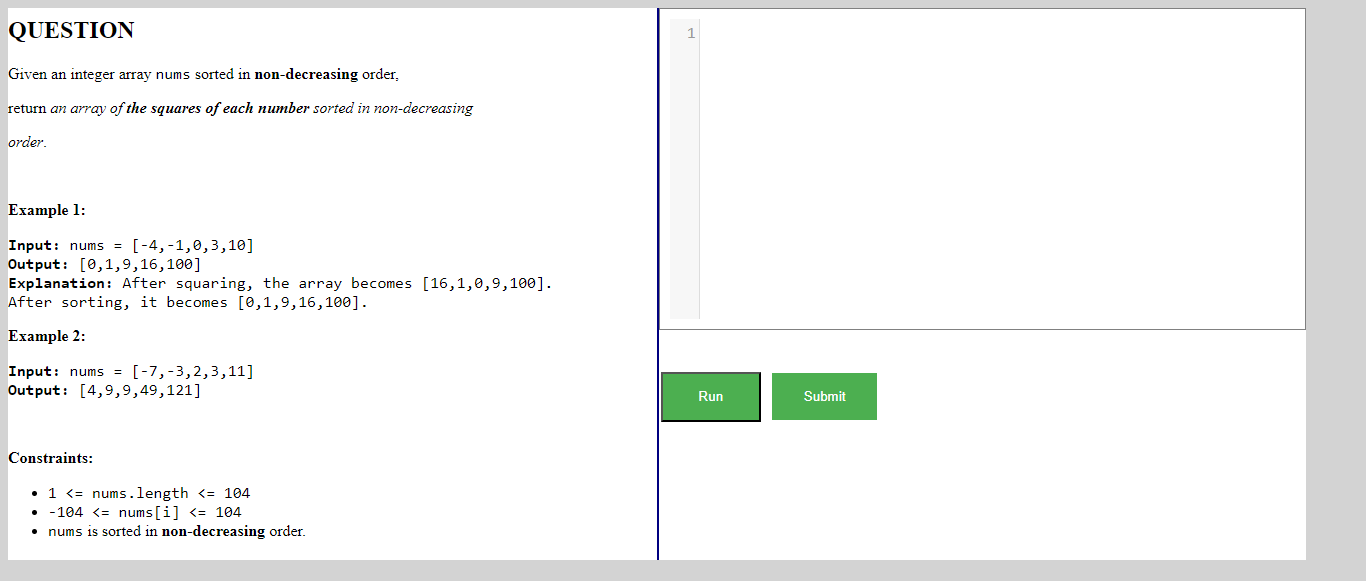 QUESTION
Given an integer array nums sorted in non-decreasing order,
return an array of the squares of each number sorted in non-decreasing
order.
Example 1:
Input: nums = [-4,-1,0,3,10]
Output: [0,1,9,16,100]
Explanation: After squaring, the array becomes [16,1,0,9,100].
After sorting, it becomes [0,1,9,16,100].
Example 2:
Input: nums = [-7,-3,2,3,11]
Output: [4,9,9,49,121]
Constraints:
• 1 <= nums.length <= 104
• -104 <= nums[i] <= 104
• nums is sorted in non-decreasing order.
1
Run Submit